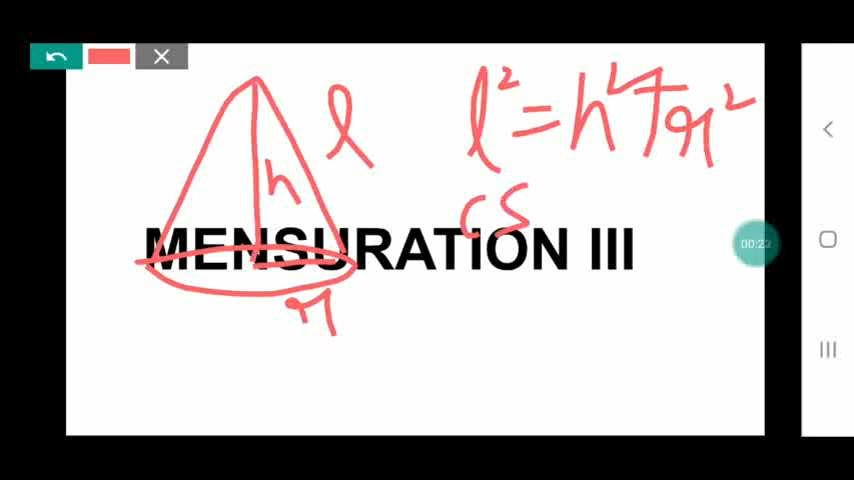 l
l² = h² + r²
h
CS
MENSURATION III
00:22
r